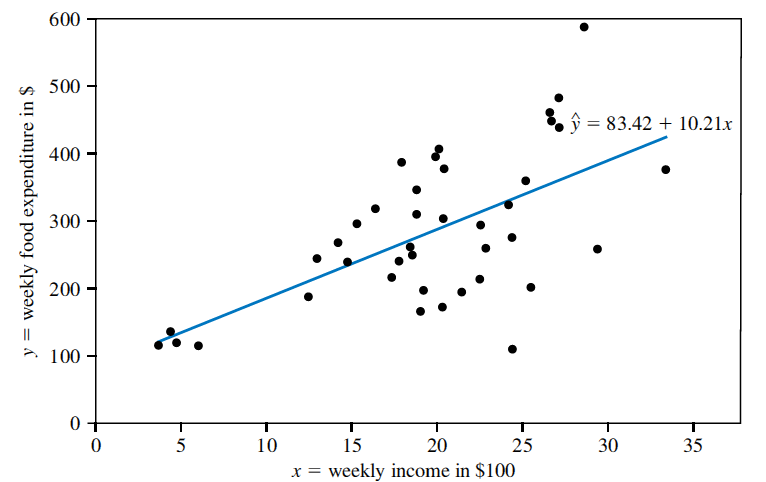 600
500
400
300
200
100
0
y = weekly food expenditure in $
ŷ = 83.42 + 10.21x
0 5 10 15 20 25 30 35
x = weekly income in $100